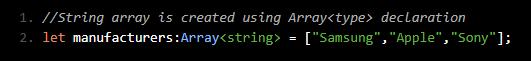 1. //String array is created using Array<type> declaration
2. let manufacturers:Array<string> = ["Samsung","Apple","Sony"];